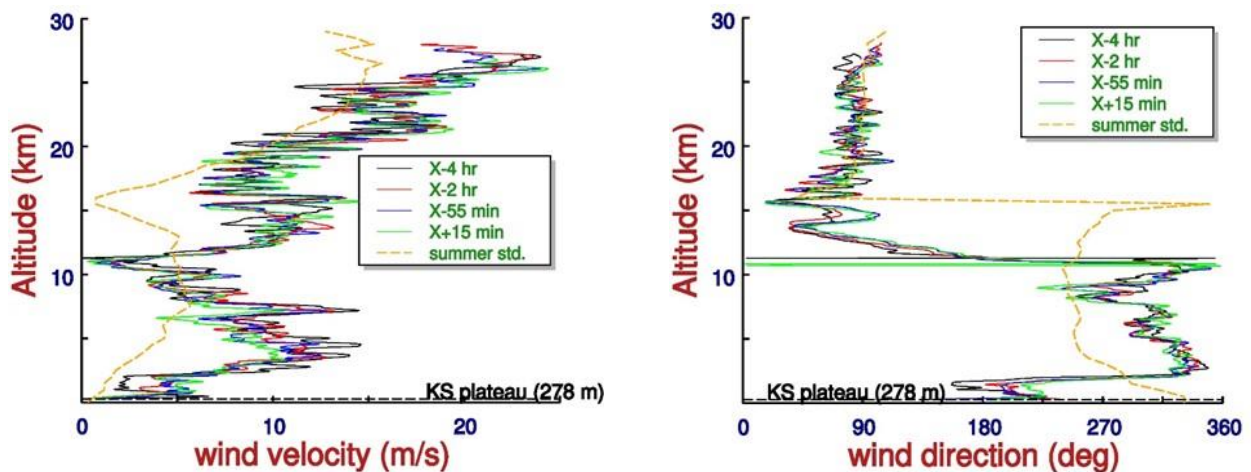 30
20
10
0
Altitude (km)
X-4 hr
X-2 hr
X-55 min
X+15 min
summer std.
KS plateau (278 m)
0
10
20
wind velocity (m/s)
30
20
10
0
Altitude (km)
X-4 hr
X-2 hr
X-55 min
X+15 min
summer std.
KS plateau (278 m)
0
90
180
270
360
wind direction (deg)